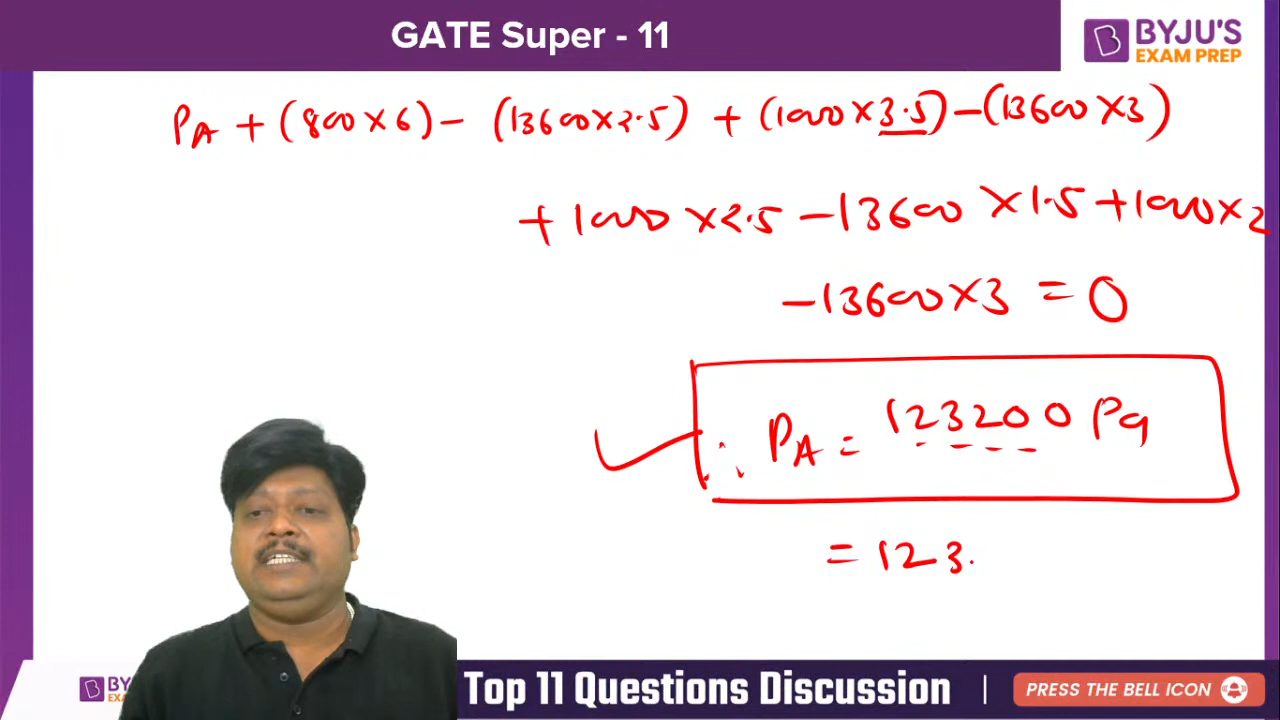 GATE Super - 11
BYJU'S
EXAM PREP
PA + (800×6) - (13600×2.5) + (1000×3.5) - (13600×3)
+1000×2.5 -13600×1.5 +1000×2
-13600×3 = 0
∴ PA = 123200 Pa
= 123.
BY
EXA
Top 11 Questions Discussion
PRESS THE BELL ICON